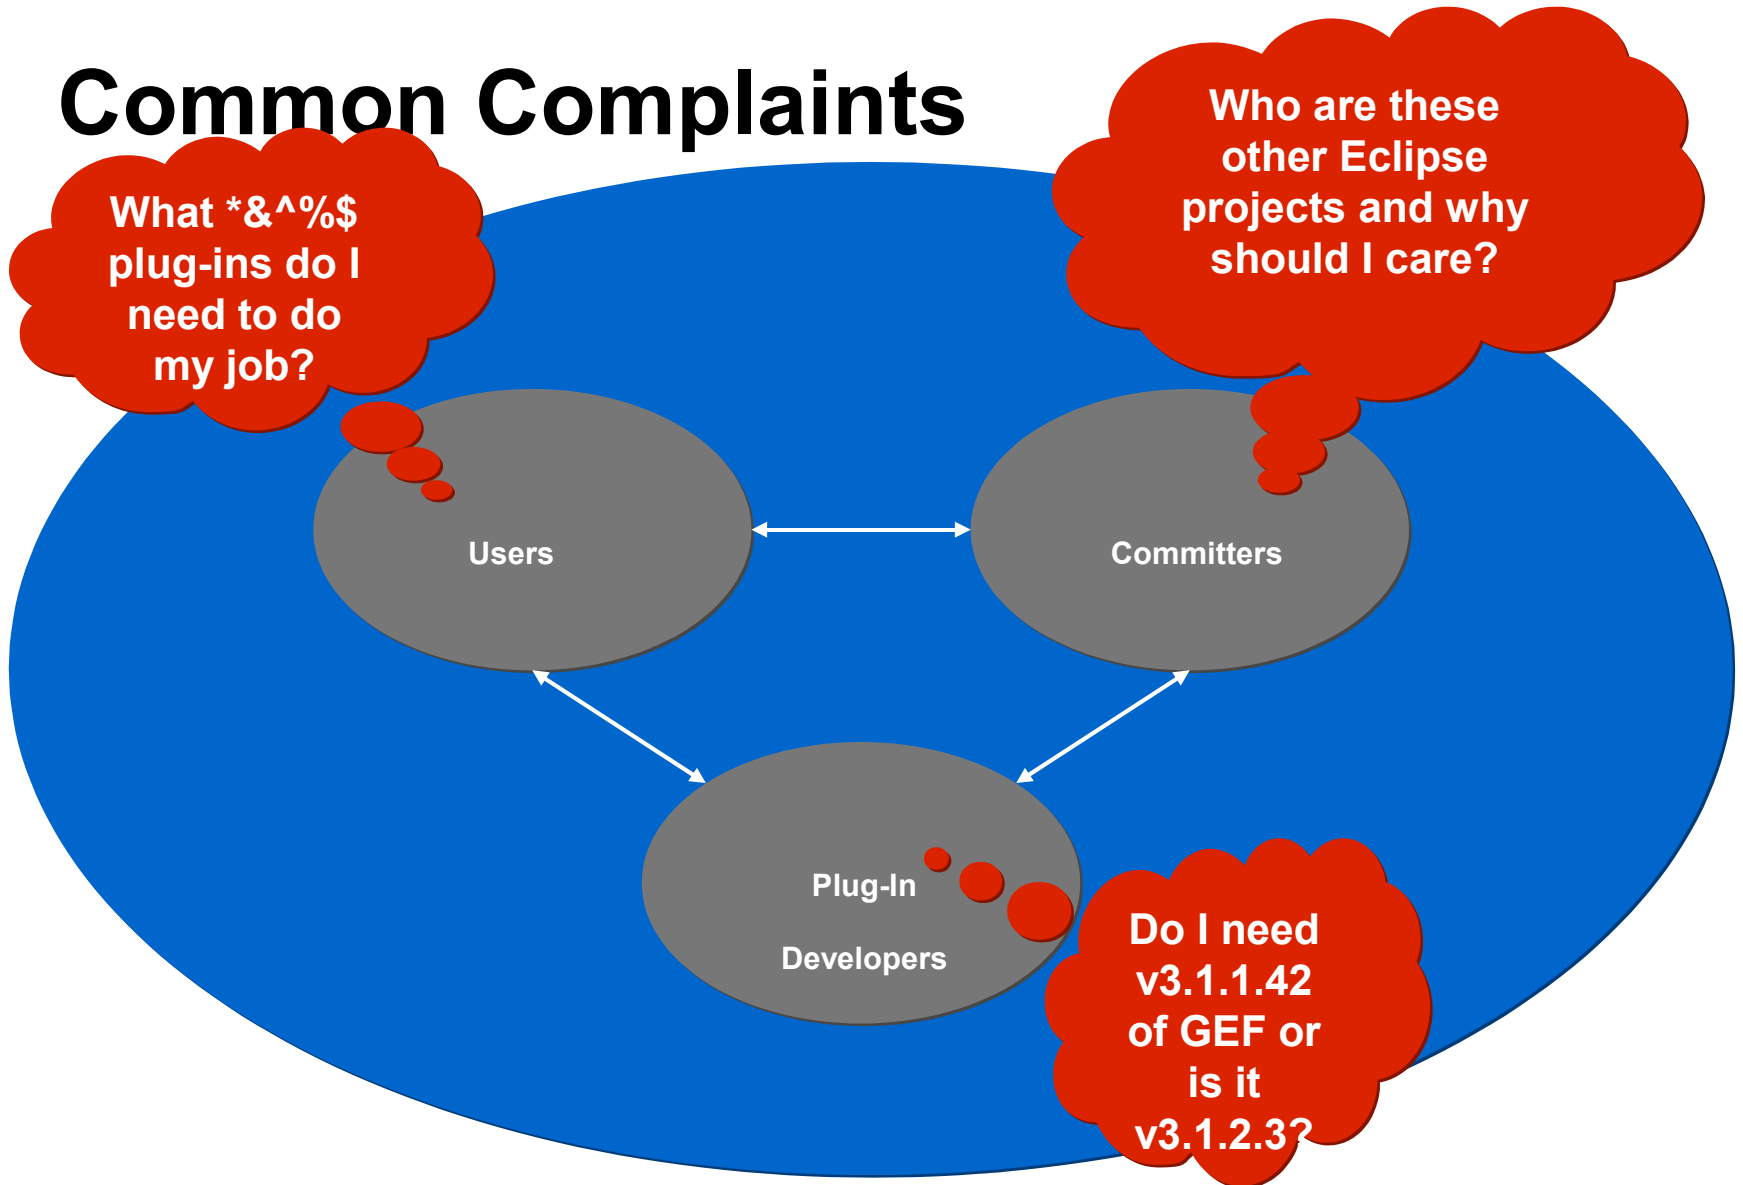 Common Complaints
What *&^%$
plug-ins do I
need to do
my job?
Who are these
other Eclipse
projects and why
should I care?
Users
Committers
Plug-In
Developers
Do I need
v3.1.1.42
of GEF or
is it
v3.1.2.3?